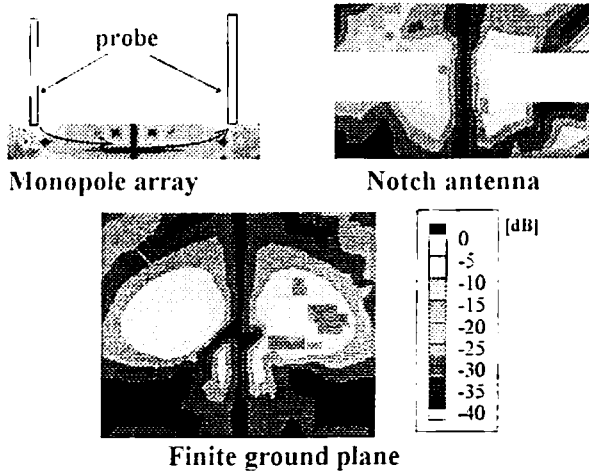 probe
Monopole array
Notch antenna
[dB]
0
-5
-10
-15
-20
-25
-30
-35
-40
Finite ground plane